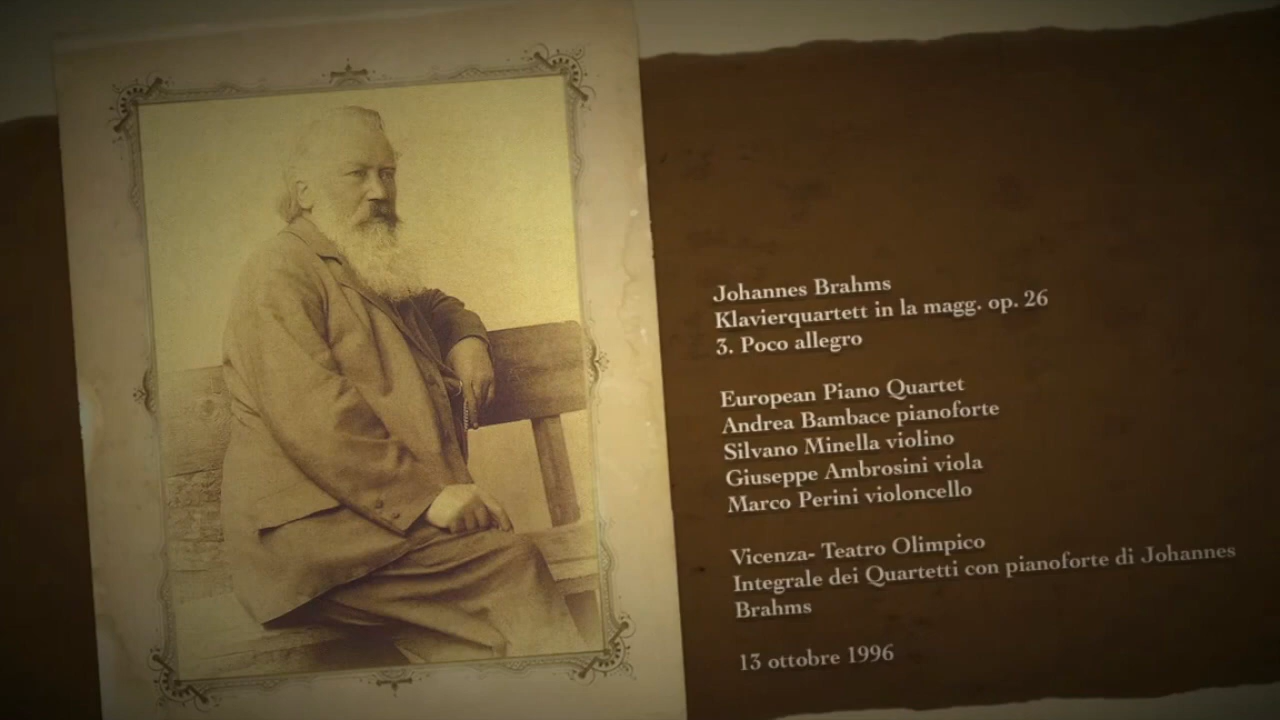 Johannes Brahms
Klavierquartett in la magg. op. 26
3. Poco allegro
European Piano Quartet
Andrea Bambace pianoforte
Silvano Minella violino
Giuseppe Ambrosini viola
Marco Perini violoncello
Vicenza- Teatro Olimpico
Integrale dei Quartetti con pianoforte di Johannes
Brahms
13 ottobre 1996